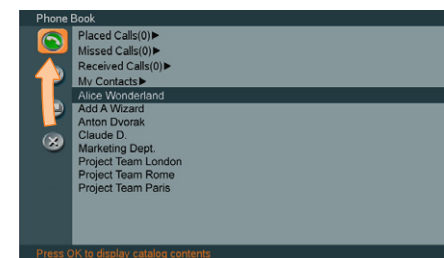 Phone Book
Placed Calls(0)►
Missed Calls(0)►
Received Calls(0)►
My Contacts►
Alice Wonderland
Add A Wizard
Anton Dvorak
Claude D.
Marketing Dept.
Project Team London
Project Team Rome
Project Team Paris
Press OK to display catalog contents